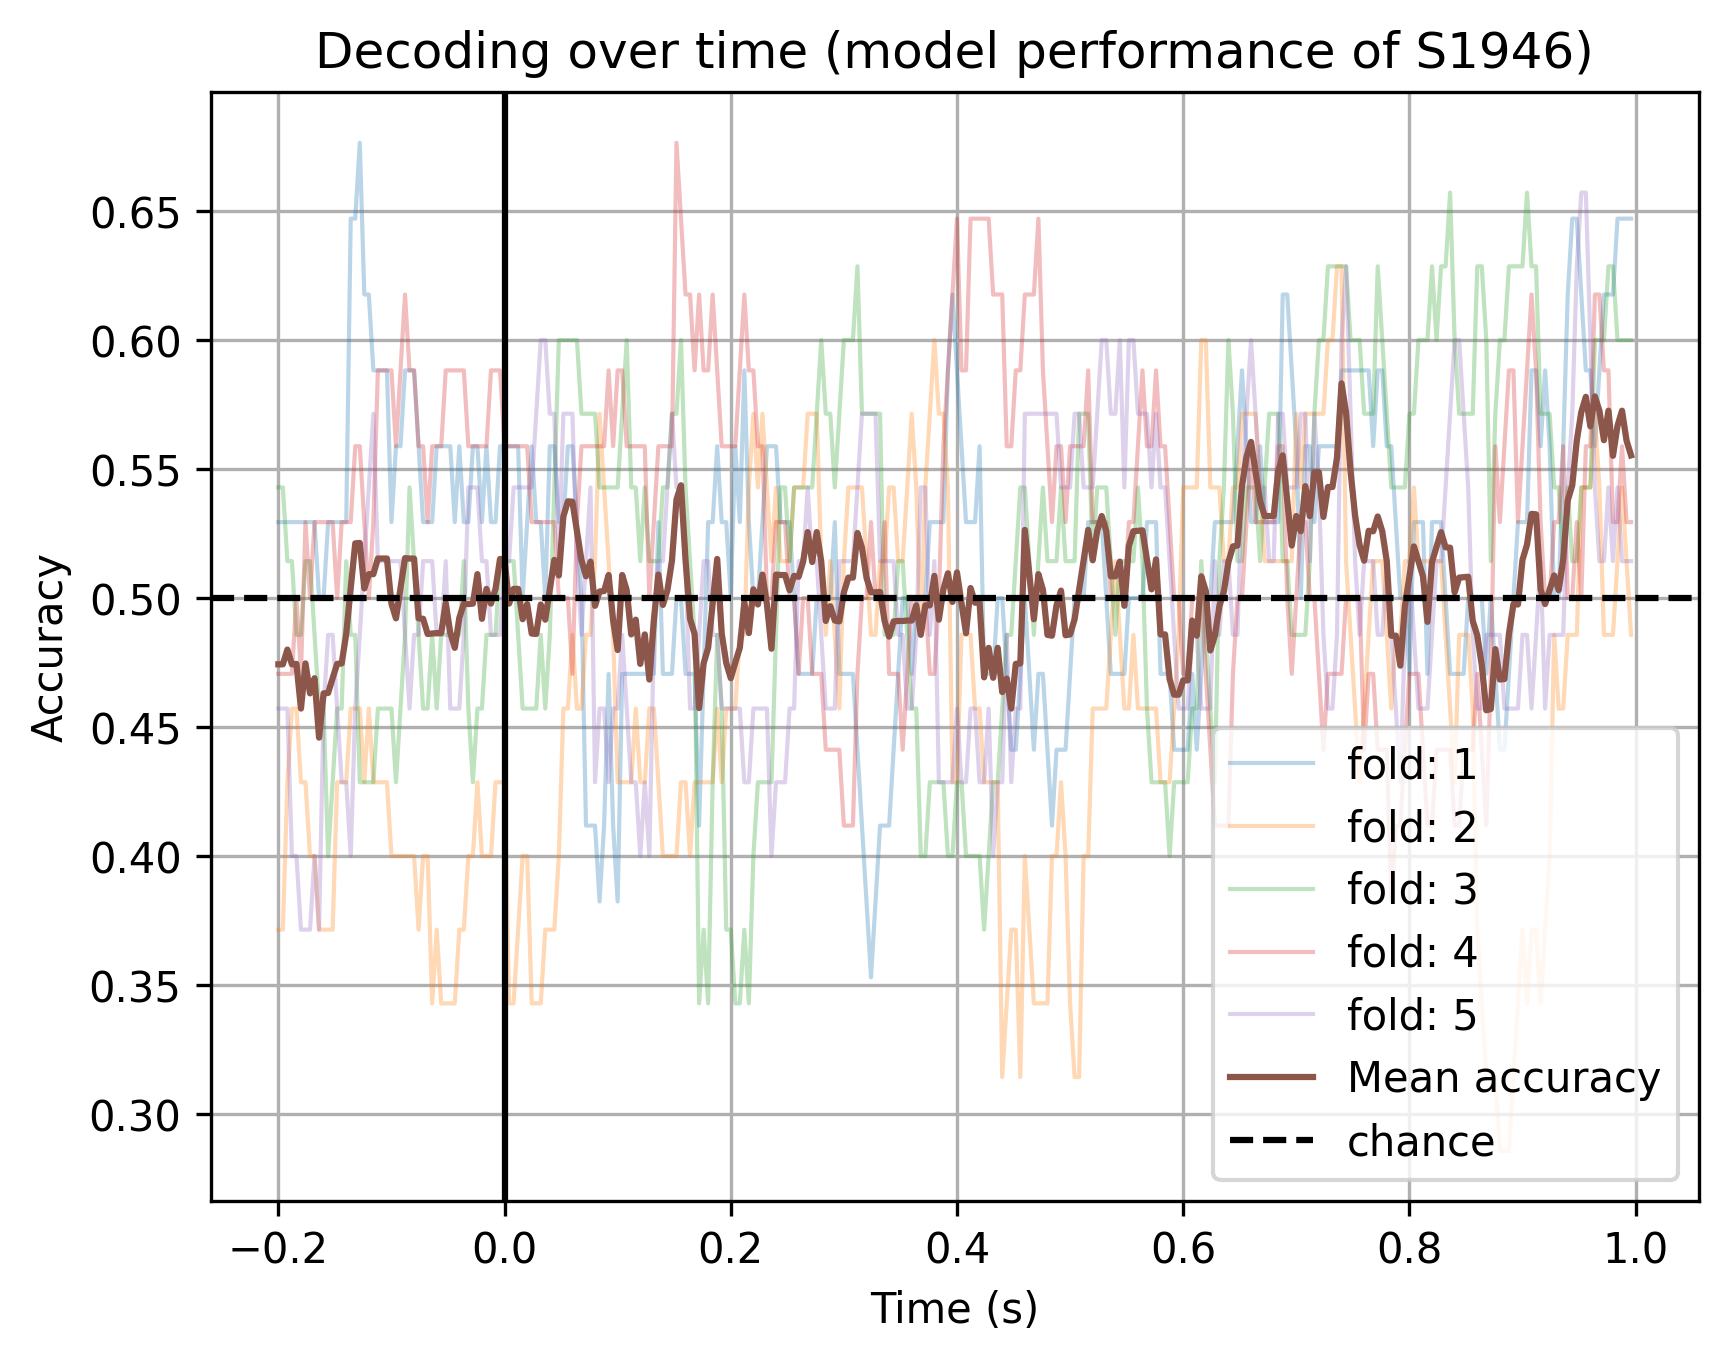 Decoding over time (model performance of S1946)
Accuracy
0.65
0.60
0.55
0.50
0.45
0.40
0.35
0.30
fold: 1
fold: 2
fold: 3
fold: 4
fold: 5
Mean accuracy
chance
−0.2 0.0 0.2 0.4 0.6 0.8 1.0
Time (s)